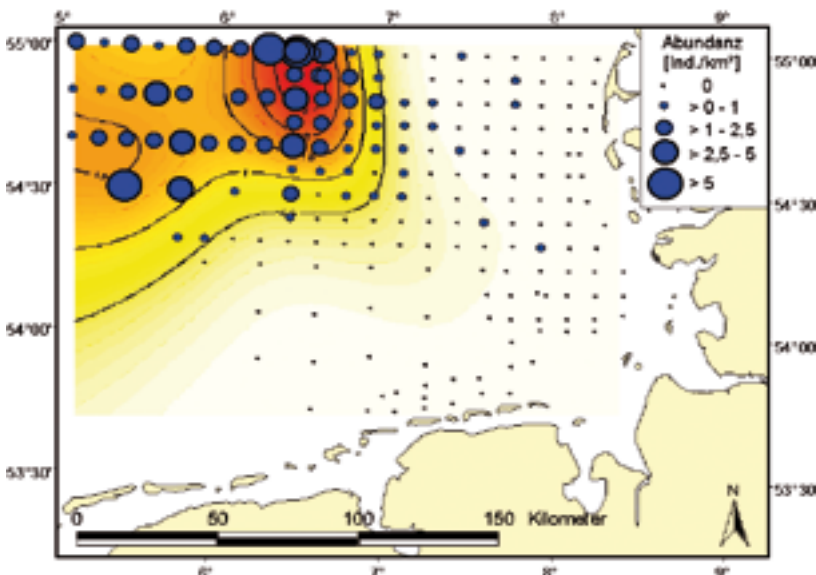 5° 6° 7° 8° 9°
55°00'
54°30'
54°00'
53°30'
Abundanz
[Ind./km²]
0
> 0 - 1
> 1 - 2,5
> 2,5 - 5
> 5
55°00'
54°30'
54°00'
53°30'
N
0 50 100 150 Kilometer
6° 7° 8° 9°